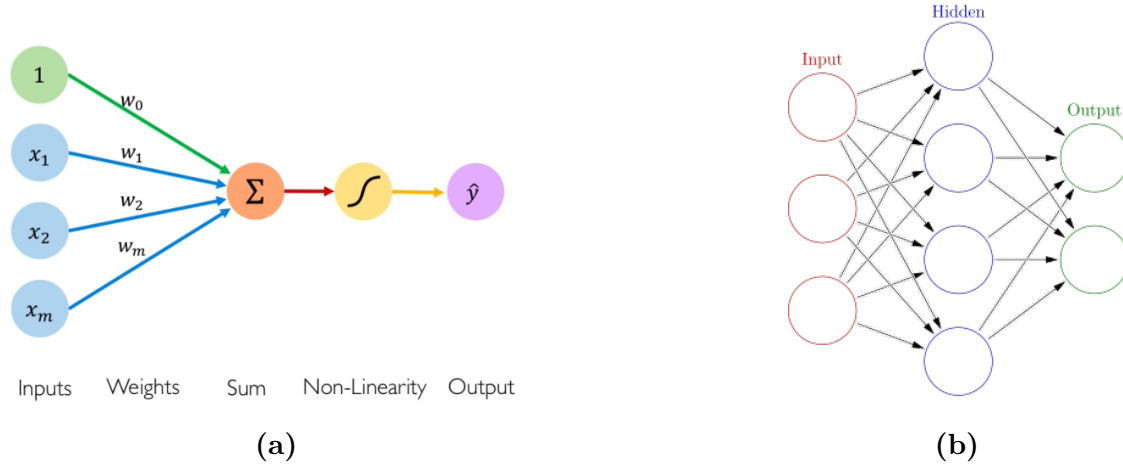 1
x₁
x₂
xₘ
w₀
w₁
w₂
wₘ
Σ
ŷ
Inputs Weights Sum Non-Linearity Output
(a)
Hidden
Input
Output
(b)